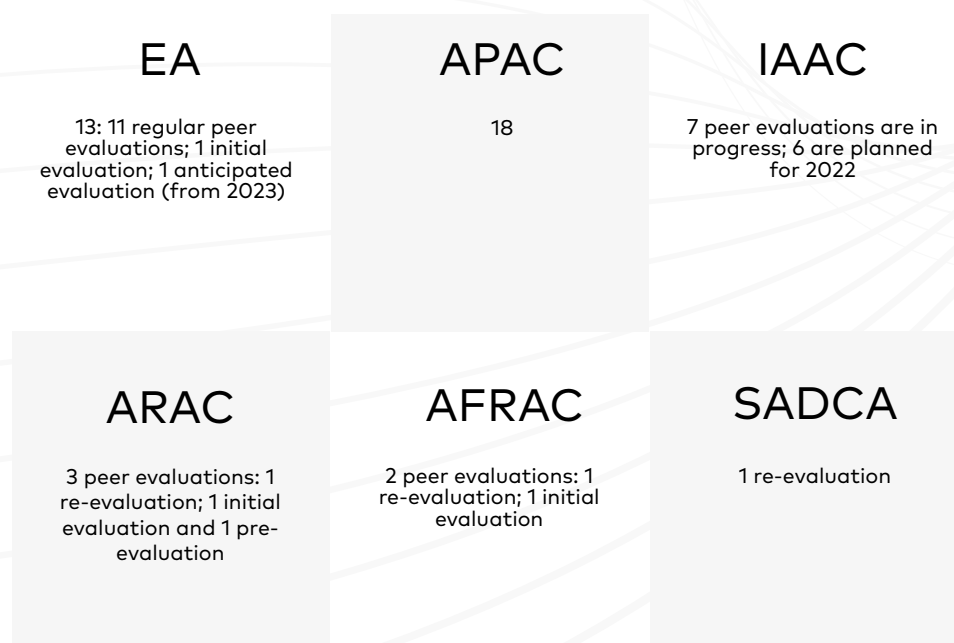 EA
13: 11 regular peer
evaluations; 1 initial
evaluation; 1 anticipated
evaluation (from 2023)
APAC
18
IAAC
7 peer evaluations are in
progress; 6 are planned
for 2022
ARAC
3 peer evaluations: 1
re-evaluation; 1 initial
evaluation and 1 pre-
evaluation
AFRAC
2 peer evaluations: 1
re-evaluation; 1 initial
evaluation
SADCA
1 re-evaluation